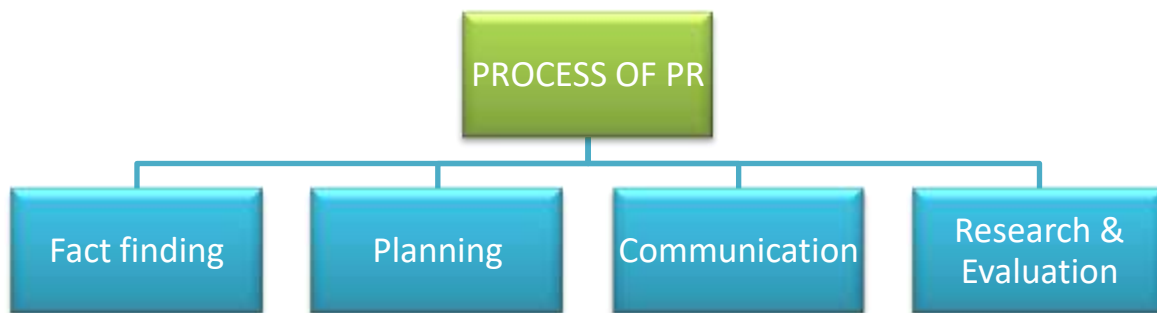 PROCESS OF PR
Fact finding
Planning
Communication
Research &
Evaluation